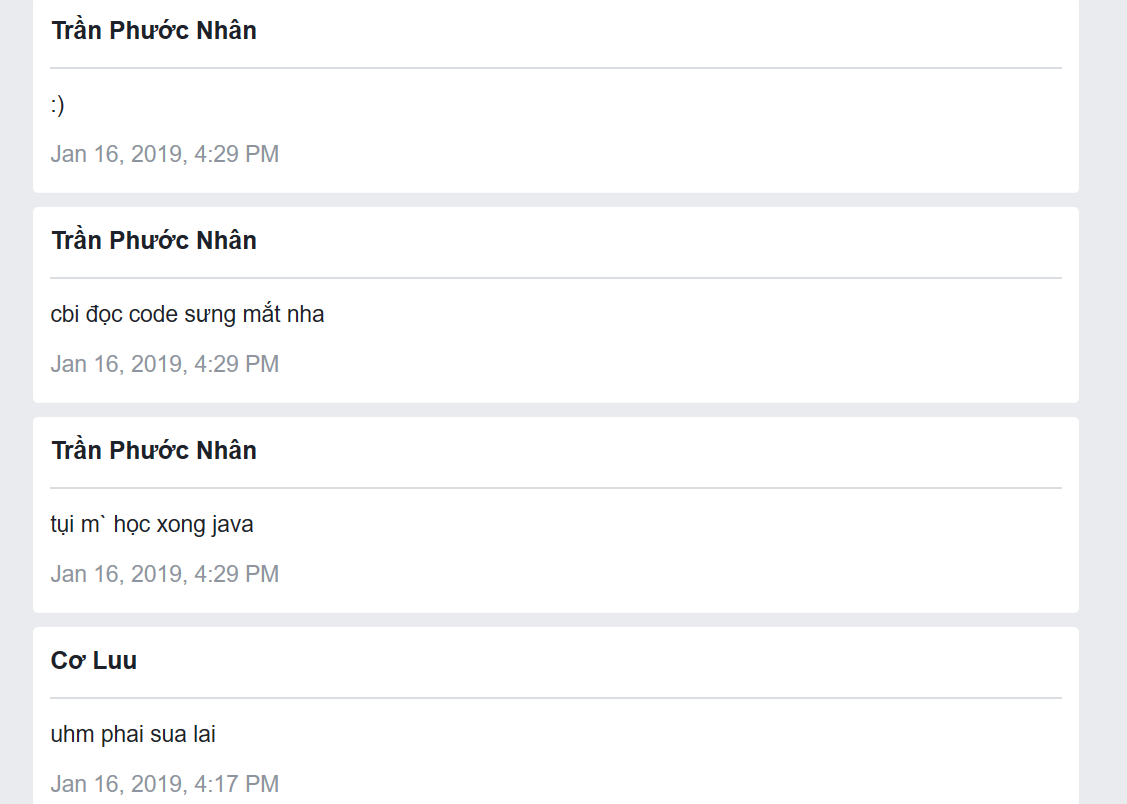 Trần Phước Nhân
:)
Jan 16, 2019, 4:29 PM
Trần Phước Nhân
cbi đọc code sưng mắt nha
Jan 16, 2019, 4:29 PM
Trần Phước Nhân
tụi m` học xong java
Jan 16, 2019, 4:29 PM
Cơ Luu
uhm phai sua lai
Jan 16, 2019, 4:17 PM